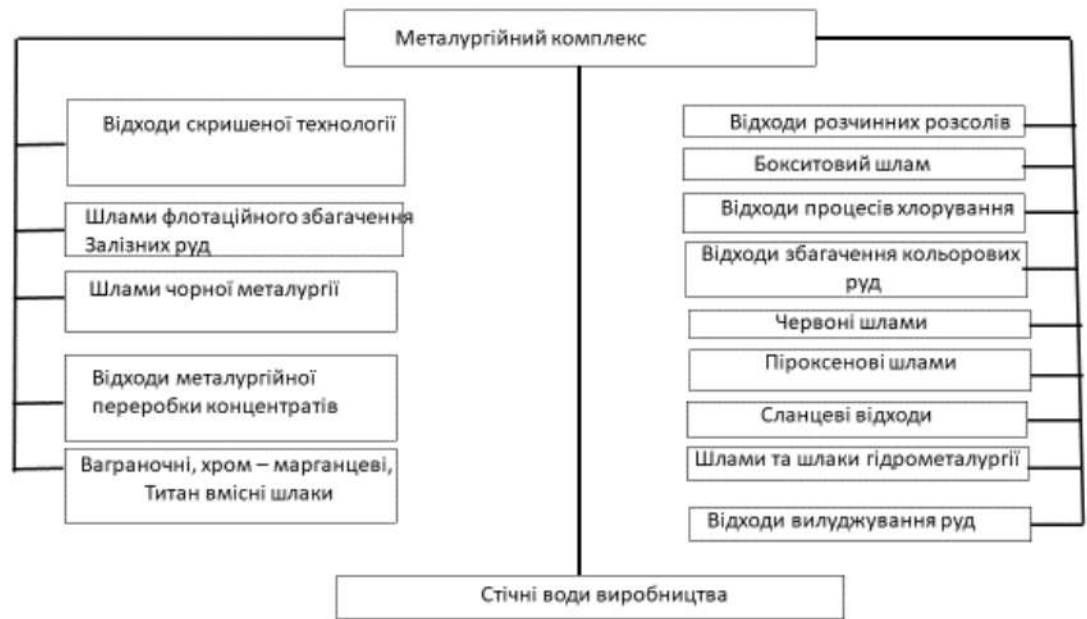 Металургійний комплекс
Відходи скришеної технології
Шлами флотаційного збагачення
Залізних руд
Шлами чорної металургії
Відходи металургійної
переробки концентратів
Ваграночні, хром – марганцеві,
Титан вмісні шлаки
Відходи розчинних розсолів
Бокситовий шлам
Відходи процесів хлорування
Відходи збагачення кольорових
руд
Червоні шлами
Піроксенові шлами
Сланцеві відходи
Шлами та шлаки гідрометалургії
Відходи вилуджування руд
Стічні води виробництва